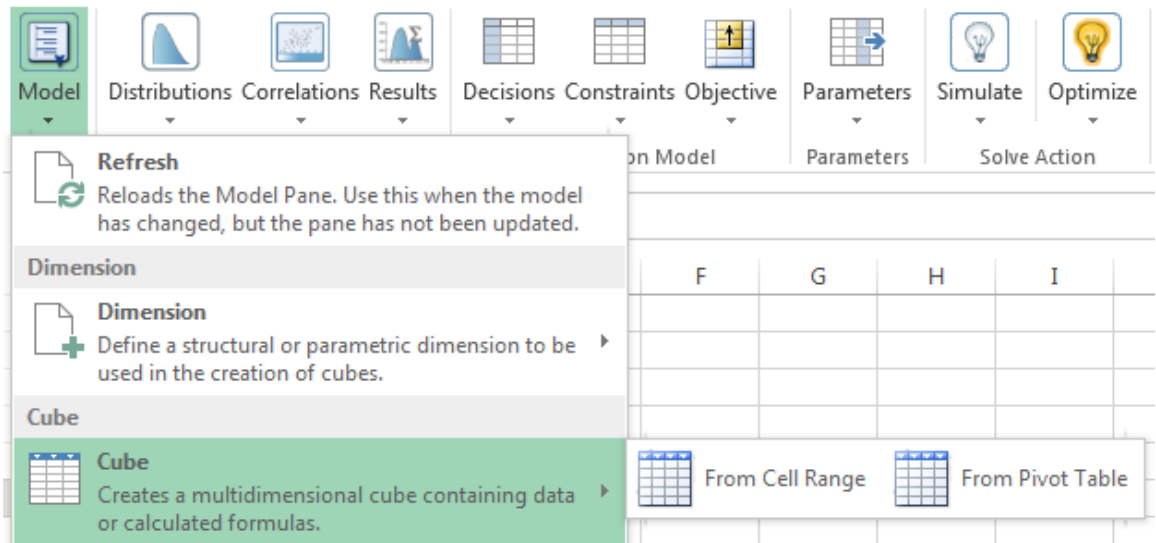 Model Distributions Correlations Results Decisions Constraints Objective Parameters Simulate Optimize
on Model Parameters Solve Action
Refresh
Reloads the Model Pane. Use this when the model
has changed, but the pane has not been updated.
Dimension
F G H I
Dimension
Define a structural or parametric dimension to be
used in the creation of cubes.
Cube
Cube
Creates a multidimensional cube containing data
or calculated formulas.
From Cell Range From Pivot Table